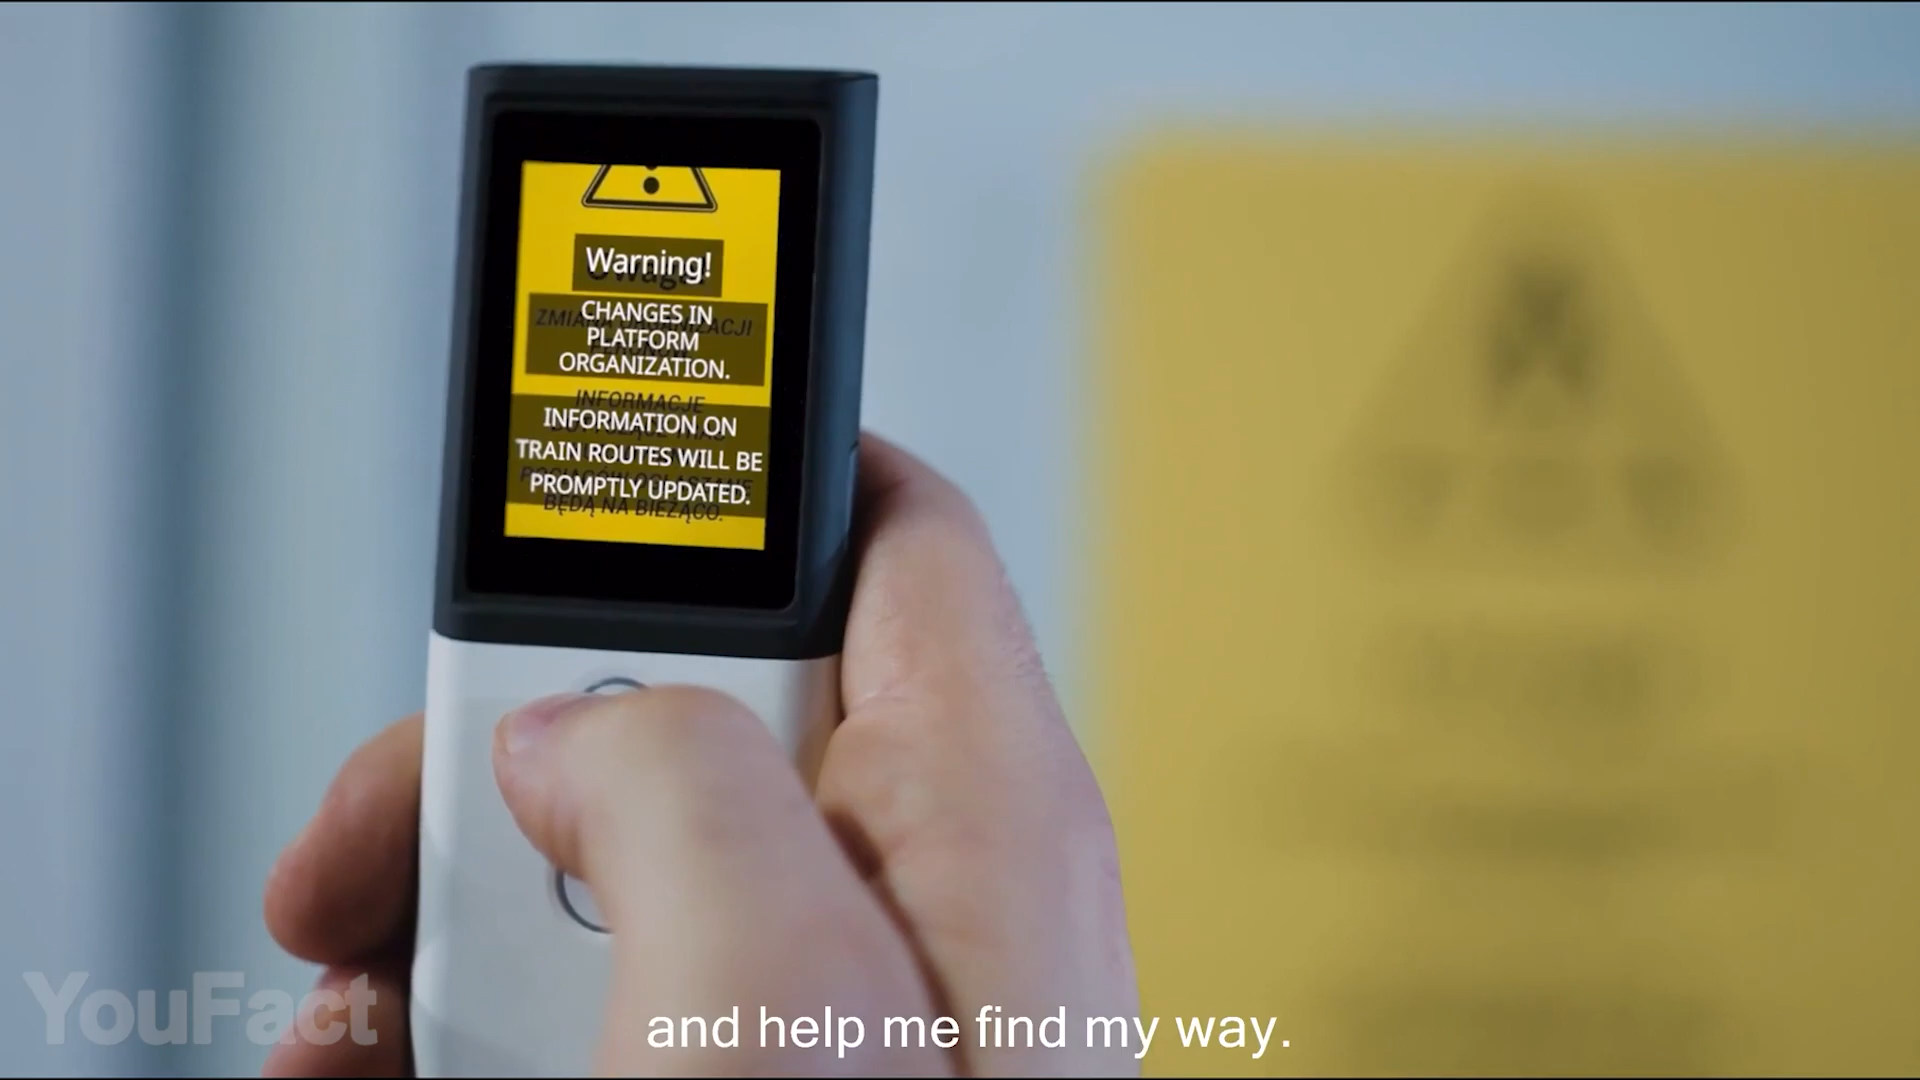 Warning!
CHANGES IN
PLATFORM
ORGANIZATION.
INFORMACJE
INFORMATION ON
TRAIN ROUTES WILL BE
PROMPTLY UPDATED.
BĘDĄ NA BIEŻĄCO.
YouFact
and help me find my way.